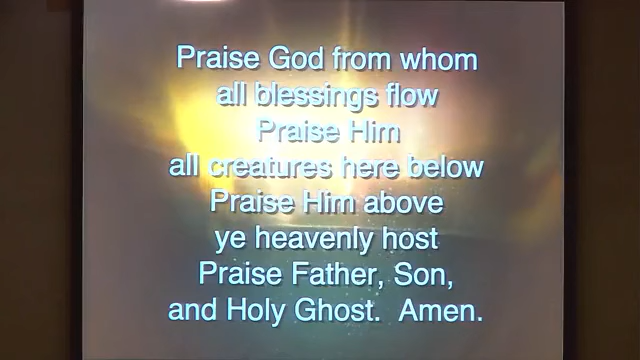 Praise God from whom
all blessings flow
Praise Him
all creatures here below
Praise Him above
ye heavenly host
Praise Father, Son,
and Holy Ghost.  Amen.